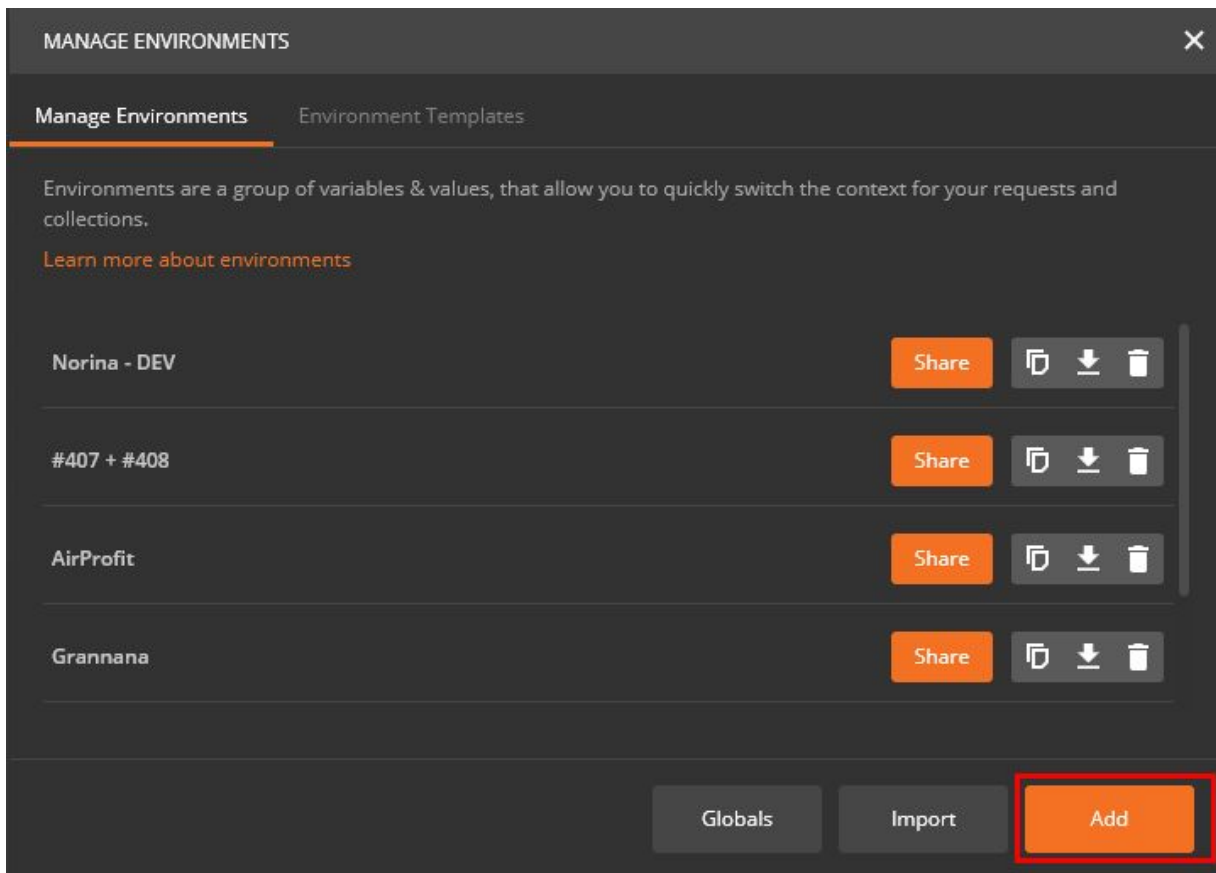 MANAGE ENVIRONMENTS
Manage Environments
Environment Templates
Environments are a group of variables & values, that allow you to quickly switch the context for your requests and
collections.
Learn more about environments
Norina - DEV
Share
#407 + #408
Share
AirProfit
Share
Grannana
Share
Globals
Import
Add